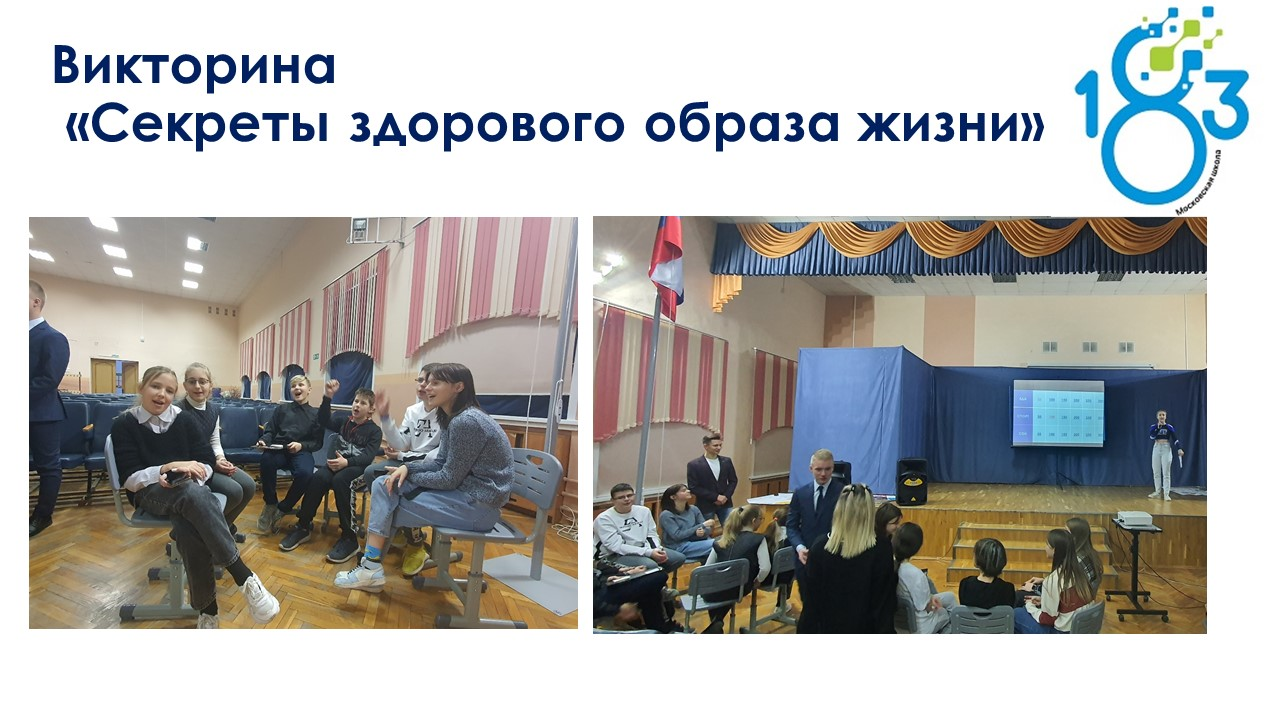 Викторина
«Секреты здорового образа жизни»
183
Московская школа